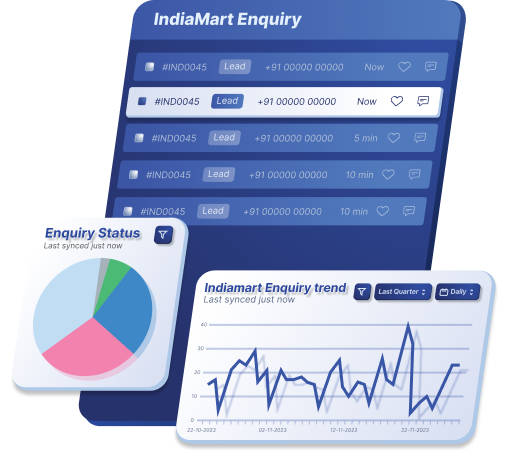 IndiaMart Enquiry
#IND0045 Lead +91 00000 00000 Now
#IND0045 Lead +91 00000 00000 Now
#IND0045 Lead +91 00000 00000 5 min
#IND0045 Lead +91 00000 00000 10 min
#IND0045 Lead +91 00000 00000 10 min
Enquiry Status
Last synced just now
Indiamart Enquiry trend
Last Quarter
Daily
Last synced just now
40
30
20
10
0
22-10-2023 02-11-2023 11-11-2023 22-11-2023